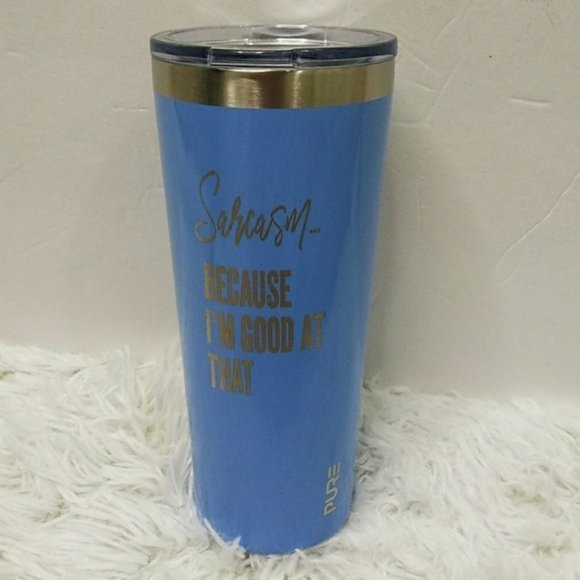 Sarcasm...
BECAUSE
I'M GOOD AT
THAT
PURE